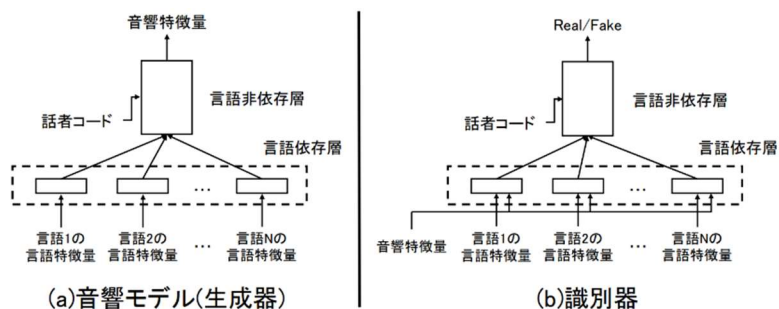 音響特徴量
話者コード
言語非依存層
言語依存層
…
言語1の
言語特徴量
言語2の
言語特徴量
…
言語Nの
言語特徴量
(a)音響モデル(生成器)
Real/Fake
話者コード
言語非依存層
言語依存層
…
音響特徴量
言語1の
言語特徴量
言語2の
言語特徴量
…
言語Nの
言語特徴量
(b)識別器